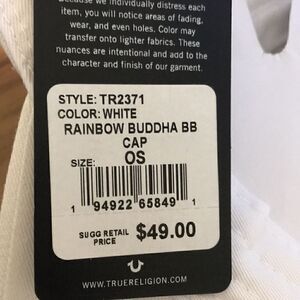 Because we individually distress each
item, you will notice areas of fading,
wear, and even holes. Color may
transfer onto lighter fabrics. These
nuances are intentional and add to the
character and finish of our garment.
STYLE: TR2371
COLOR: WHITE
RAINBOW BUDDHA BB
CAP
SIZE: OS
1 94922 65849 1
SUGG RETAIL
PRICE $49.00
WWW.TRUERELIGION.COM